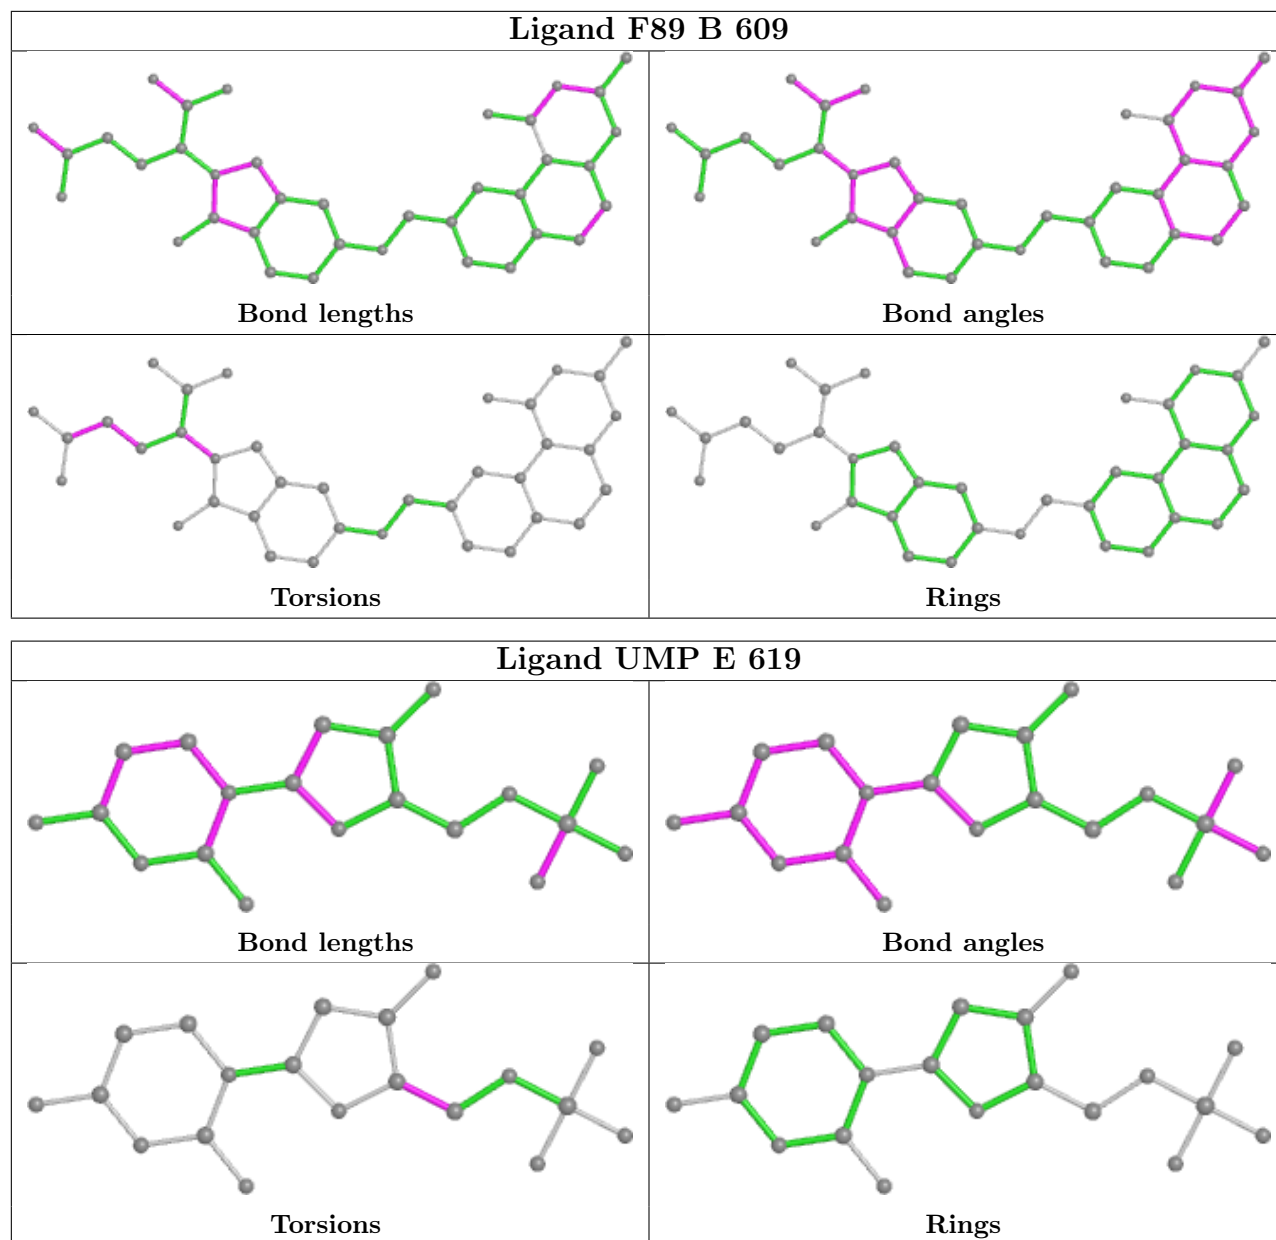 Ligand F89 B 609
Bond lengths
Bond angles
Torsions
Rings
Ligand UMP E 619
Bond lengths
Bond angles
Torsions
Rings